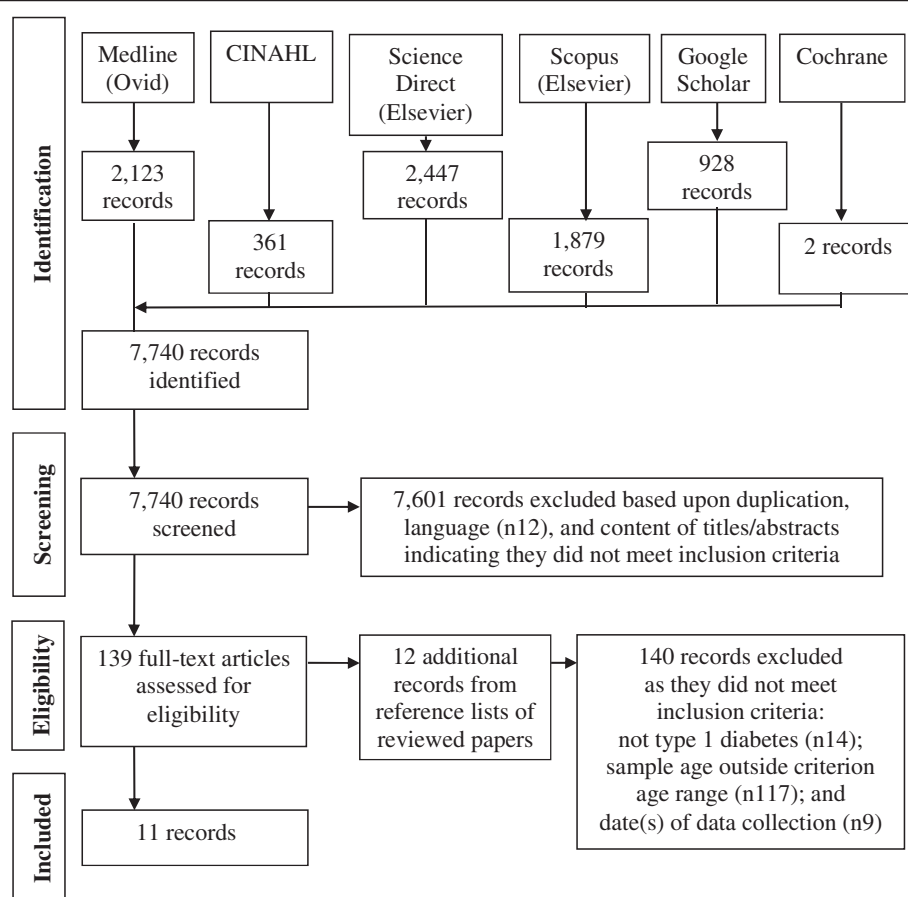 Identification
Medline
(Ovid)
CINAHL
Science
Direct
(Elsevier)
Scopus
(Elsevier)
Google
Scholar
Cochrane
2,123
records
361
records
2,447
records
1,879
records
928
records
2 records
7,740 records
identified
Screening
7,740 records
screened
7,601 records excluded based upon duplication,
language (n12), and content of titles/abstracts
indicating they did not meet inclusion criteria
Eligibility
139 full-text articles
assessed for
eligibility
12 additional
records from
reference lists of
reviewed papers
140 records excluded
as they did not meet
inclusion criteria:
not type 1 diabetes (n14);
sample age outside criterion
age range (n117); and
date(s) of data collection (n9)
Included
11 records